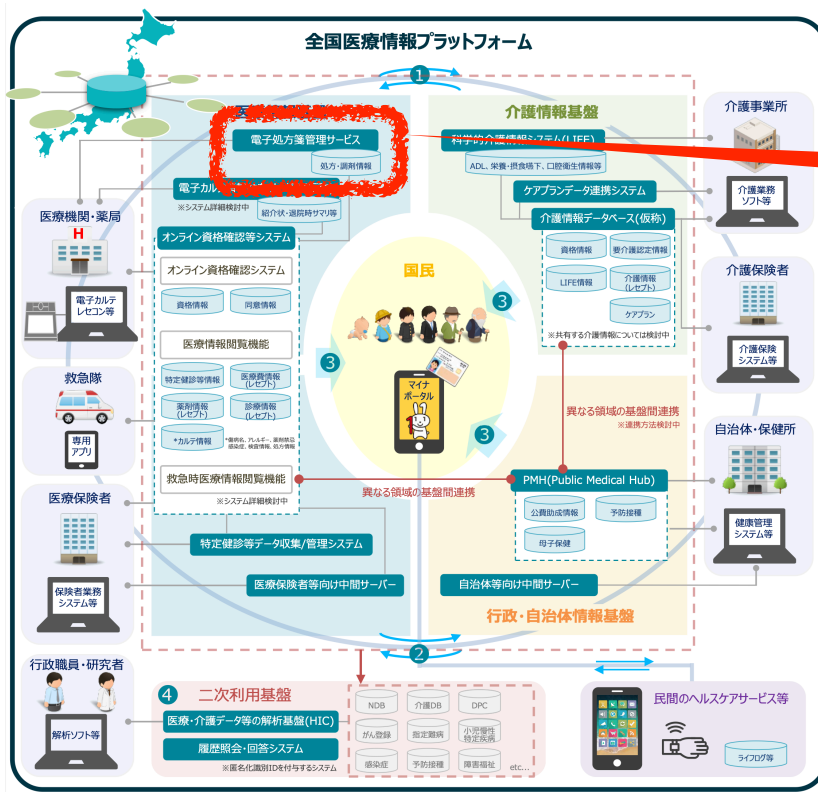 全国医療情報プラットフォーム
1
介護情報基盤
電子処方箋管理サービス
処方・調剤情報
※システム詳細検討中
紹介状・退院時サマリ等
オンライン資格確認等システム
オンライン資格確認システム
資格情報
同意情報
医療情報閲覧機能
特定健診等情報
医療費情報
(レセプト)
薬剤情報
(レセプト)
診療情報
(レセプト)
*カルテ情報
*傷病名、アレルギー、薬剤禁忌
感染症、検査情報、処方情報
救急時医療情報閲覧機能
※システム詳細検討中
特定健診等データ収集/管理システム
医療保険者等向け中間サーバー
科学的介護情報システム(LIFE)
ADL、栄養・摂食嚥下、口腔衛生情報等
ケアプランデータ連携システム
介護情報データベース(仮称)
資格情報
要介護認定情報
LIFE情報
介護情報
(レセプト)
ケアプラン
※共有する介護情報については検討中
国民
3
3
3
マイナ
ポータル
異なる領域の基盤間連携
※連携方法検討中
異なる領域の基盤間連携
PMH(Public Medical Hub)
公費助成情報
予防接種
母子保健
自治体等向け中間サーバー
行政・自治体情報基盤
2
医療機関・薬局
H
電子カルテ
レセコン等
救急隊
専用
アプリ
医療保険者
保険者業務
システム等
行政職員・研究者
解析ソフト等
介護事業所
介護業務
ソフト等
介護保険者
介護保険
システム等
自治体・保健所
健康管理
システム等
4
二次利用基盤
医療・介護データ等の解析基盤(HIC)
履歴照会・回答システム
※匿名化識別IDを付与するシステム
NDB
介護DB
DPC
がん登録
指定難病
小児慢性
特定疾病
感染症
予防接種
障害福祉
etc...
民間のヘルスケアサービス等
ライフログ等